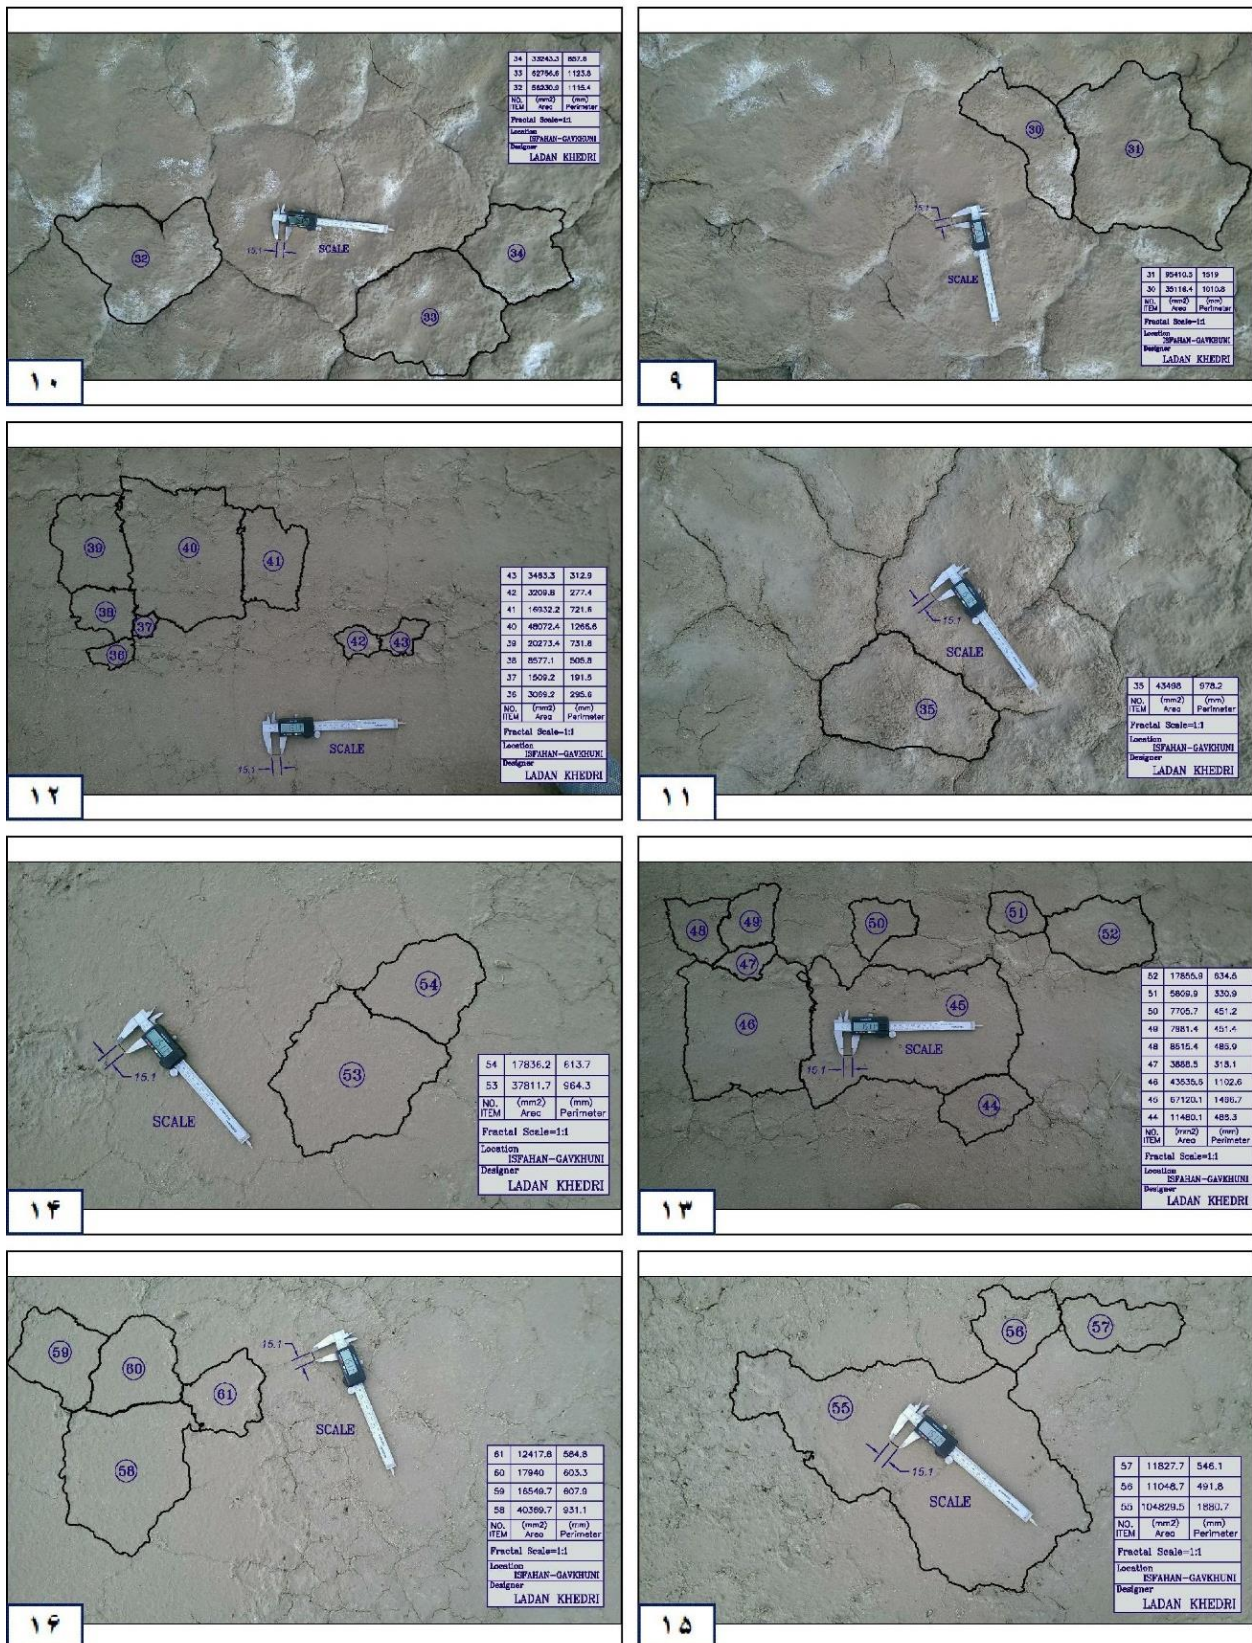 34 33243.3 857.8
33 62766.6 1123.8
32 58230.9 1115.4
NO. ITEM (mm2) Area (mm) Perimeter
Fractal Scale=1:1
Location
ISFAHAN-GAVKHUNI
Designer
LADAN KHEDRI
32
15.1
SCALE
34
33
۱۰
30
31
15.1
SCALE
31 95410.5 1519
30 35116.4 1010.8
NO. ITEM (mm2) Area (mm) Perimeter
Fractal Scale=1:1
Location
ISFAHAN-GAVKHUNI
Designer
LADAN KHEDRI
۹
39
40
41
38
37
36
42
43
SCALE
15.1
43 3483.3 312.9
42 3209.8 277.4
41 16932.2 721.6
40 48072.4 1266.6
39 20273.4 731.8
38 8577.1 505.8
37 1509.2 191.5
36 3069.2 295.6
NO. ITEM (mm2) Area (mm) Perimeter
Fractal Scale=1:1
Location
ISFAHAN-GAVKHUNI
Designer
LADAN KHEDRI
۱۲
15.1
SCALE
35
35 43498 978.2
NO. ITEM (mm2) Area (mm) Perimeter
Fractal Scale=1:1
Location
ISFAHAN-GAVKHUNI
Designer
LADAN KHEDRI
۱۱
54
53
15.1
SCALE
54 17836.2 613.7
53 37811.7 964.3
NO. ITEM (mm2) Area (mm) Perimeter
Fractal Scale=1:1
Location
ISFAHAN-GAVKHUNI
Designer
LADAN KHEDRI
۱۴
48
49
50
51
52
47
46
45
15.1
SCALE
44
52 17855.9 634.6
51 5809.9 330.9
50 7705.7 451.2
49 7981.4 451.4
48 8515.4 485.9
47 3888.5 318.1
46 43535.6 1102.6
45 67120.1 1496.7
44 11480.1 485.3
NO. ITEM (mm2) Area (mm) Perimeter
Fractal Scale=1:1
Location
ISFAHAN-GAVKHUNI
Designer
LADAN KHEDRI
۱۳
59
60
61
58
15.1
SCALE
61 12417.8 564.8
60 17940 603.3
59 16549.7 607.9
58 40369.7 931.1
NO. ITEM (mm2) Area (mm) Perimeter
Fractal Scale=1:1
Location
ISFAHAN-GAVKHUNI
Designer
LADAN KHEDRI
۱۶
56
57
55
15.1
SCALE
57 11827.7 546.1
56 11048.7 491.8
55 104829.5 1880.7
NO. ITEM (mm2) Area (mm) Perimeter
Fractal Scale=1:1
Location
ISFAHAN-GAVKHUNI
Designer
LADAN KHEDRI
۱۵